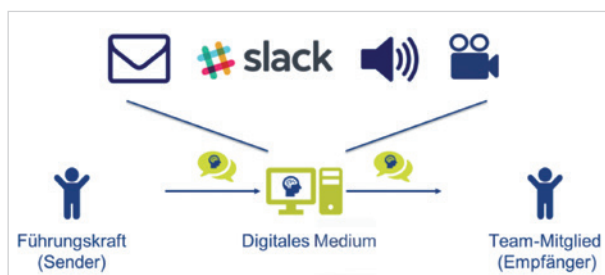 slack
Führungskraft
(Sender)
Digitales Medium
Team-Mitglied
(Empfänger)